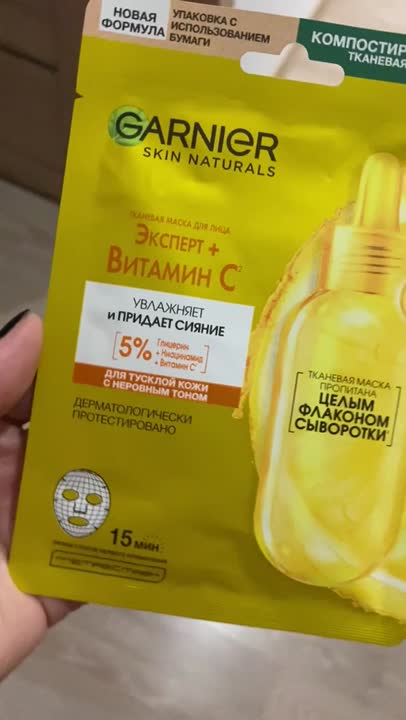 НОВАЯ
ФОРМУЛА
УПАКОВКА С
ИСПОЛЬЗОВАНИЕМ
БУМАГИ
КОМПОСТИР
ТКАНЕВАЯ
GARNIER
SKIN NATURALS
ТКАНЕВАЯ МАСКА ДЛЯ ЛИЦА
ЭКСПЕРТ +
ВИТАМИН С²
УВЛАЖНЯЕТ
И ПРИДАЕТ СИЯНИЕ
5% Глицерин
+ Ниацинамид
+ Витамин С*
ДЛЯ ТУСКЛОЙ КОЖИ
С НЕРОВНЫМ ТОНОМ
ДЕРМАТОЛОГИЧЕСКИ
ПРОТЕСТИРОВАНО
ТКАНЕВАЯ МАСКА
ПРОПИТАНА
ЦЕЛЫМ
ФЛАКОНОМ
СЫВОРОТКИ
15 МИН